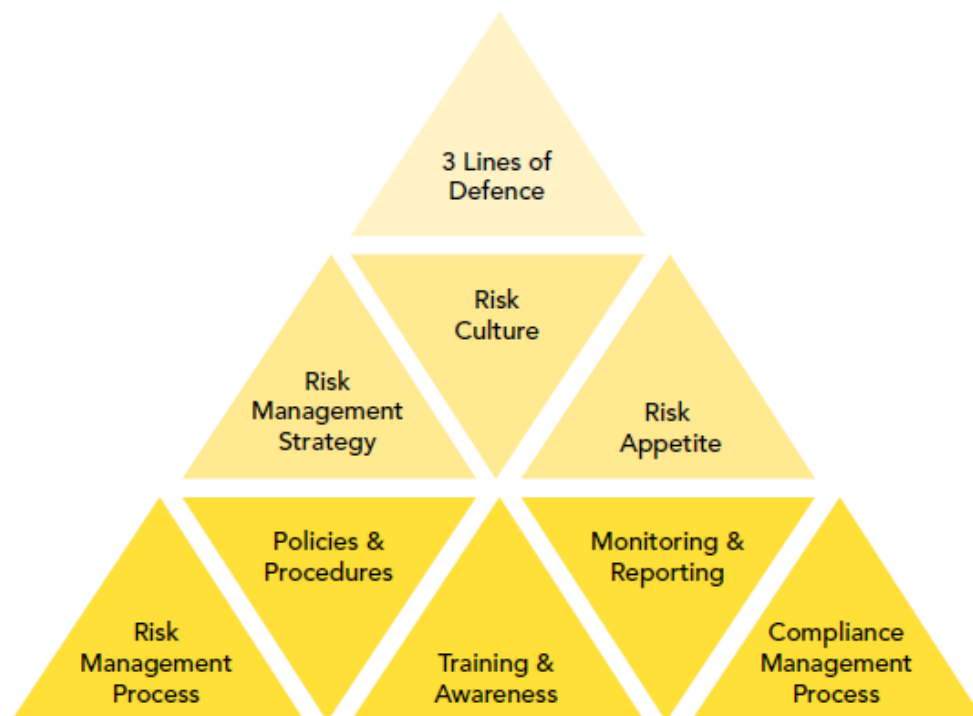 3 Lines of
Defence
Risk
Culture
Risk
Management
Strategy
Risk
Appetite
Policies &
Procedures
Monitoring &
Reporting
Risk
Management
Process
Training &
Awareness
Compliance
Management
Process